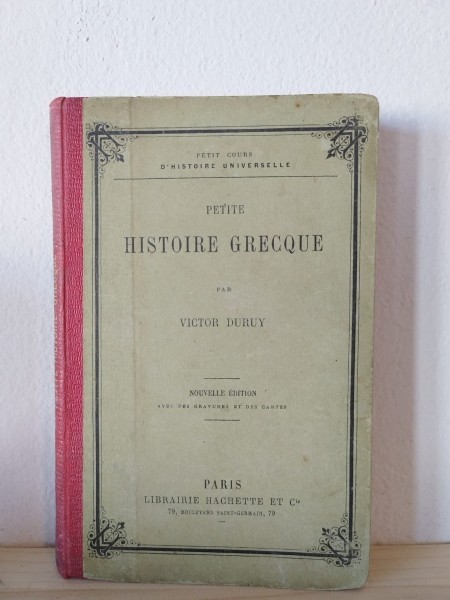 PETIT COURS
D'HISTOIRE UNIVERSELLE
PETITE
HISTOIRE GRECQUE
PAR
VICTOR DURUY
NOUVELLE ÉDITION
AVEC DES GRAVURES ET DES CARTES
PARIS
LIBRAIRIE HACHETTE ET Cie
79, BOULEVARD SAINT-GERMAIN, 79